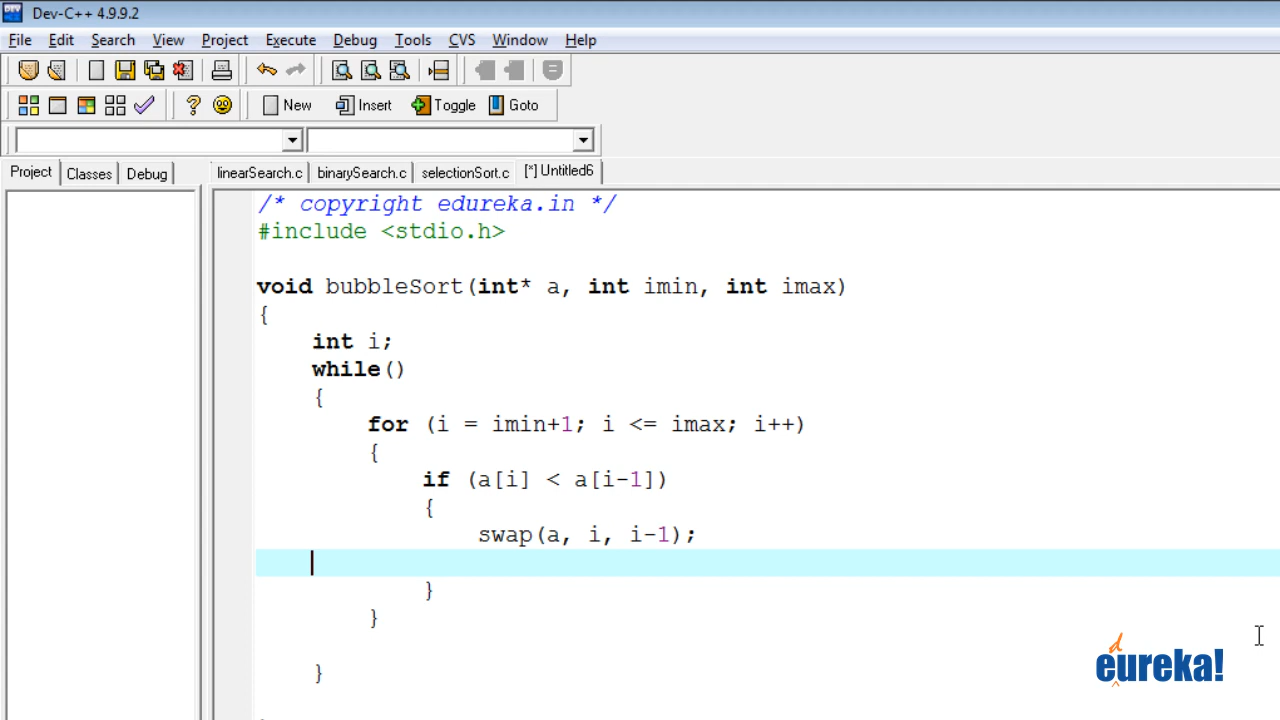 Dev-C++ 4.9.9.2
File Edit Search View Project Execute Debug Tools CVS Window Help
New Insert Toggle Goto
Project Classes Debug linearSearch.c binarySearch.c selectionSort.c [*] Untitled6
/* copyright edureka.in */
#include <stdio.h>
void bubbleSort(int* a, int imin, int imax)
{
int i;
while()
{
for (i = imin+1; i <= imax; i++)
{
if (a[i] < a[i-1])
{
swap(a, i, i-1);
}
}
}
edureka!